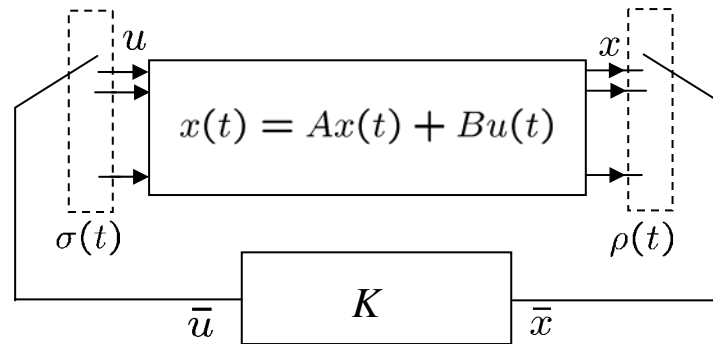 u
x
x(t) = Ax(t) + Bu(t)
σ(t)
ρ(t)
K
u̅
x̅